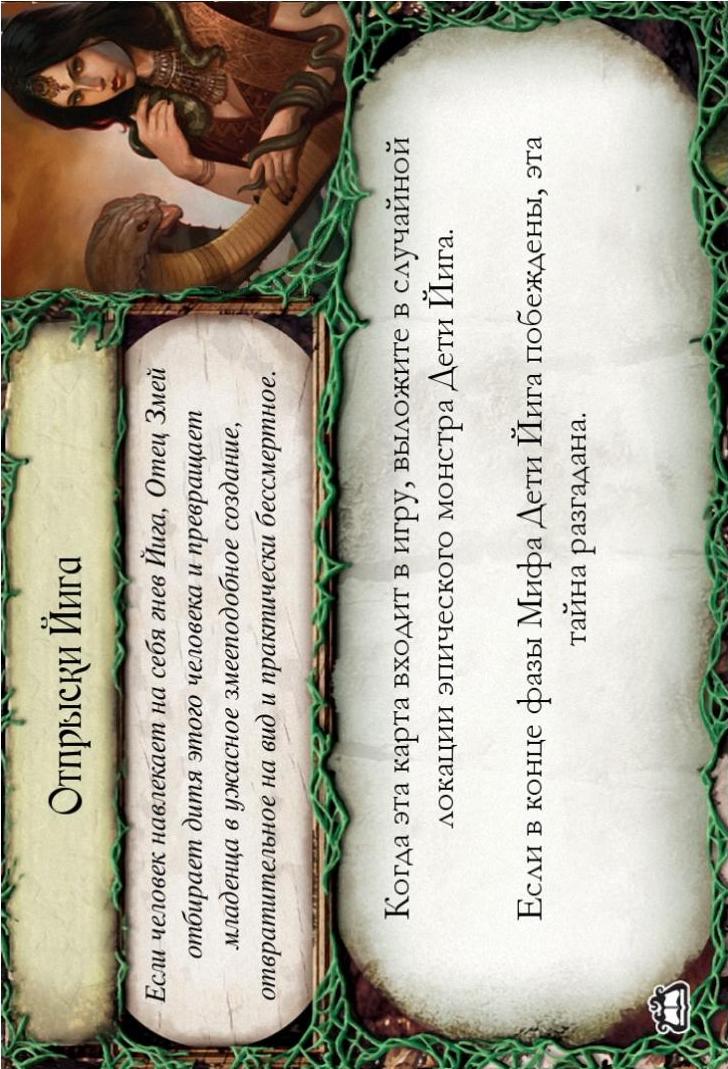 Отпрыски Йига
Если человек навлекает на себя гнев Йига, Отец Змей
отбирает дитя этого человека и превращает
младенца в ужасное змееподобное создание,
отвратительное на вид и практически бессмертное.
Когда эта карта входит в игру, выложите в случайной
локации эпического монстра Дети Йига.
Если в конце фазы Мифа Дети Йига побеждены, эта
тайна разгадана.